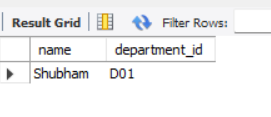 Result Grid Filter Rows:
name department_id
Shubham D01